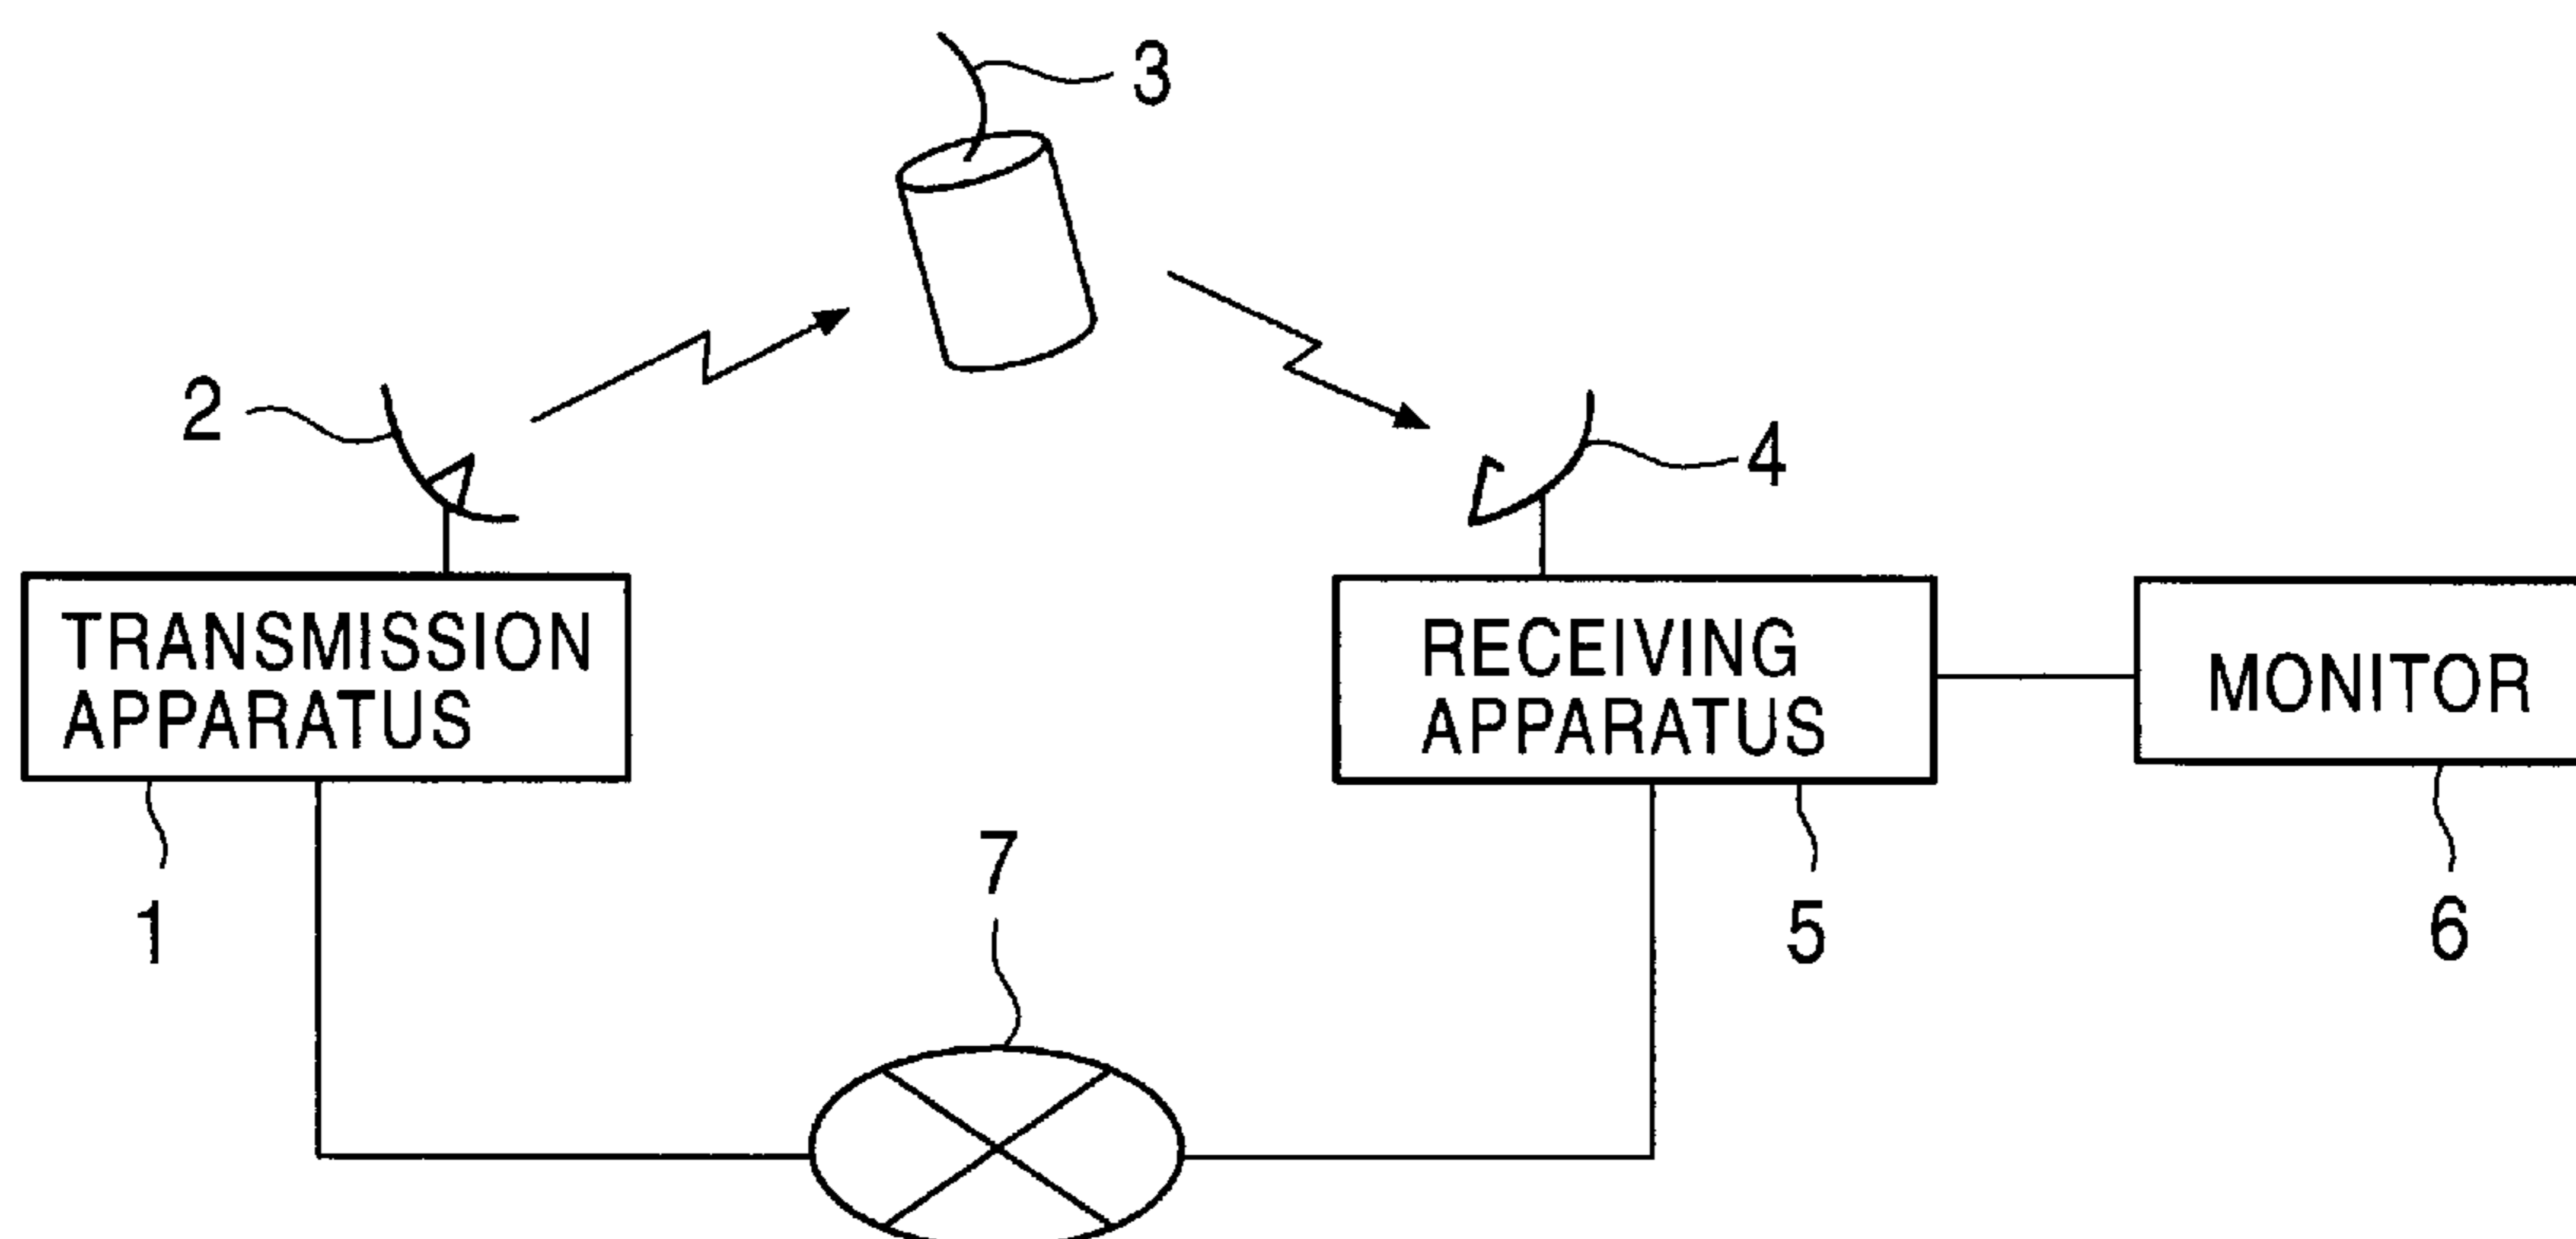 3
2
4
TRANSMISSION
APPARATUS
RECEIVING
APPARATUS
MONITOR
7
1
5
6